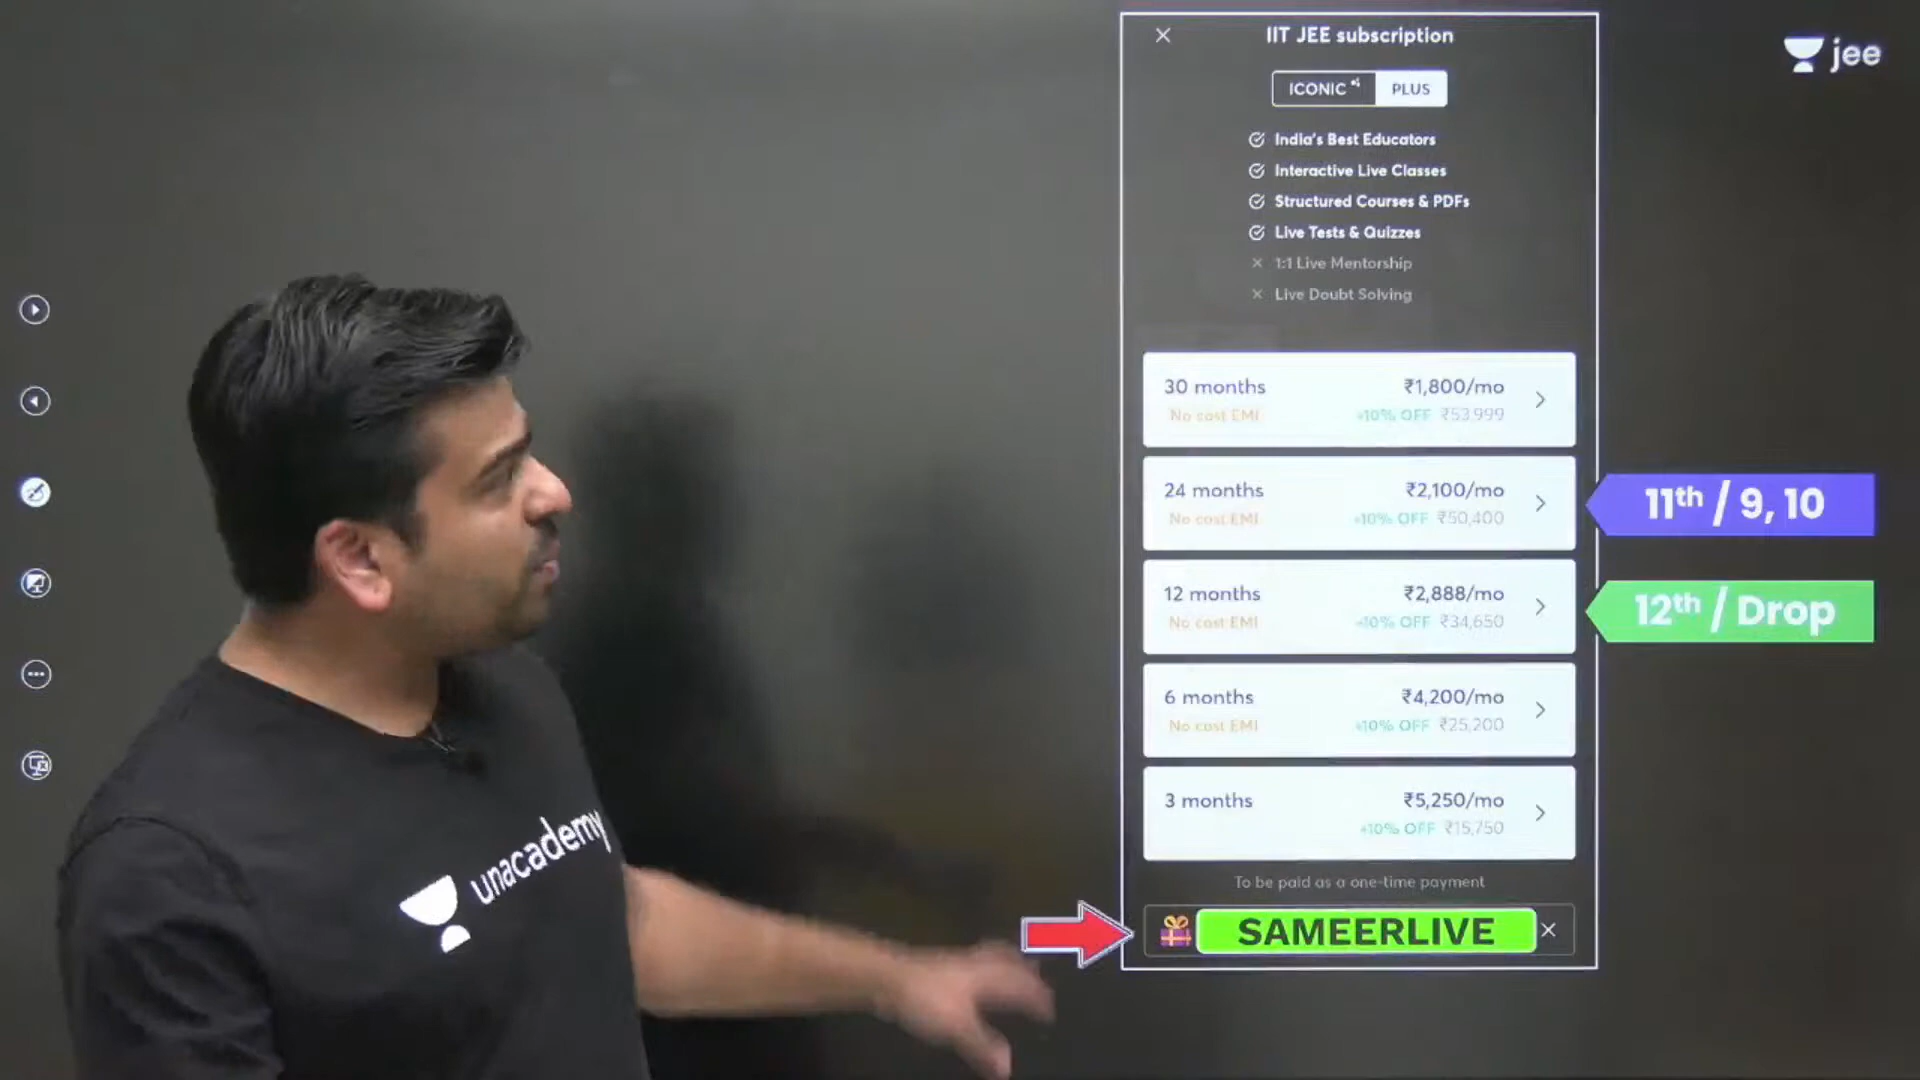 IIT JEE subscription
jee
ICONIC PLUS
India's Best Educators
Interactive Live Classes
Structured Courses & PDFs
Live Tests & Quizzes
1:1 Live Mentorship
Live Doubt Solving
30 months ₹1,800/mo
No cost EMI +10% OFF ₹53,999
24 months ₹2,100/mo
No cost EMI +10% OFF ₹50,400
11th / 9, 10
12 months ₹2,888/mo
No cost EMI +10% OFF ₹34,650
12th / Drop
6 months ₹4,200/mo
No cost EMI +10% OFF ₹25,200
3 months ₹5,250/mo
+10% OFF ₹15,750
To be paid as a one-time payment
SAMEERLIVE
unacademy